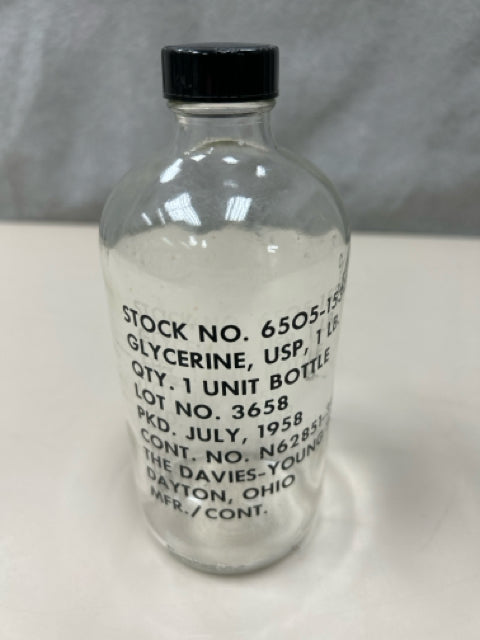 STOCK NO. 6505-15
GLYCERINE, USP, 1 LB.
QTY. 1 UNIT BOTTLE
LOT NO. 3658
PKD. JULY, 1958
CONT. NO. N62851-
THE DAVIES-YOUNG
DAYTON, OHIO
MFR./CONT.